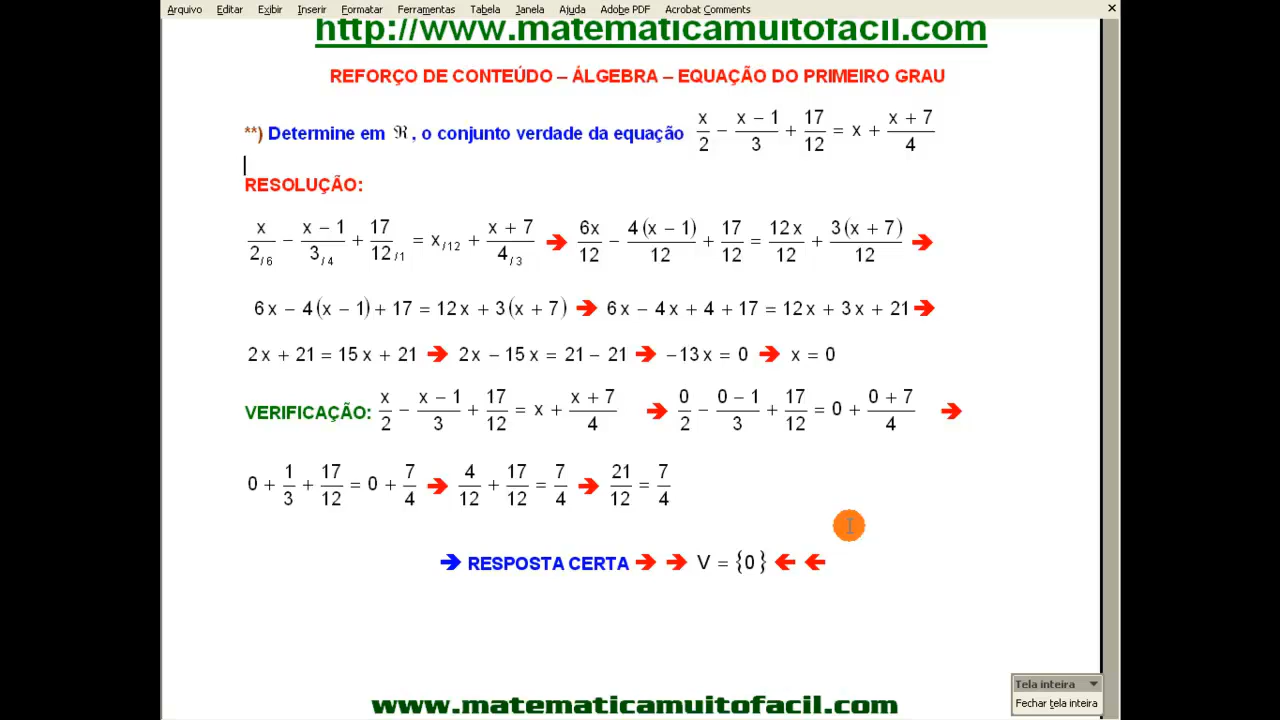 Arquivo Editar Exibir Inserir Formatar Ferramentas Tabela Janela Ajuda Adobe PDF Acrobat Comments
http://www.matematicamuitofacil.com
REFORÇO DE CONTEÚDO – ÁLGEBRA – EQUAÇÃO DO PRIMEIRO GRAU
**) Determine em ℜ, o conjunto verdade da equação x/2 − (x − 1)/3 + 17/12 = x + (x + 7)/4
RESOLUÇÃO:
x/2 /6 − (x − 1)/3 /4 + 17/12 /1 = x /12 + (x + 7)/4 /3 ➔ 6x/12 − 4(x − 1)/12 + 17/12 = 12x/12 + 3(x + 7)/12 ➔
6x − 4(x − 1) + 17 = 12x + 3(x + 7) ➔ 6x − 4x + 4 + 17 = 12x + 3x + 21 ➔
2x + 21 = 15x + 21 ➔ 2x − 15x = 21 − 21 ➔ −13x = 0 ➔ x = 0
VERIFICAÇÃO: x/2 − (x − 1)/3 + 17/12 = x + (x + 7)/4 ➔ 0/2 − (0 − 1)/3 + 17/12 = 0 + (0 + 7)/4 ➔
0 + 1/3 + 17/12 = 0 + 7/4 ➔ 4/12 + 17/12 = 7/4 ➔ 21/12 = 7/4
➔ RESPOSTA CERTA ➔ ➔ V = {0} 🡸 🡸
Tela inteira
Fechar tela inteira
www.matematicamuitofacil.com